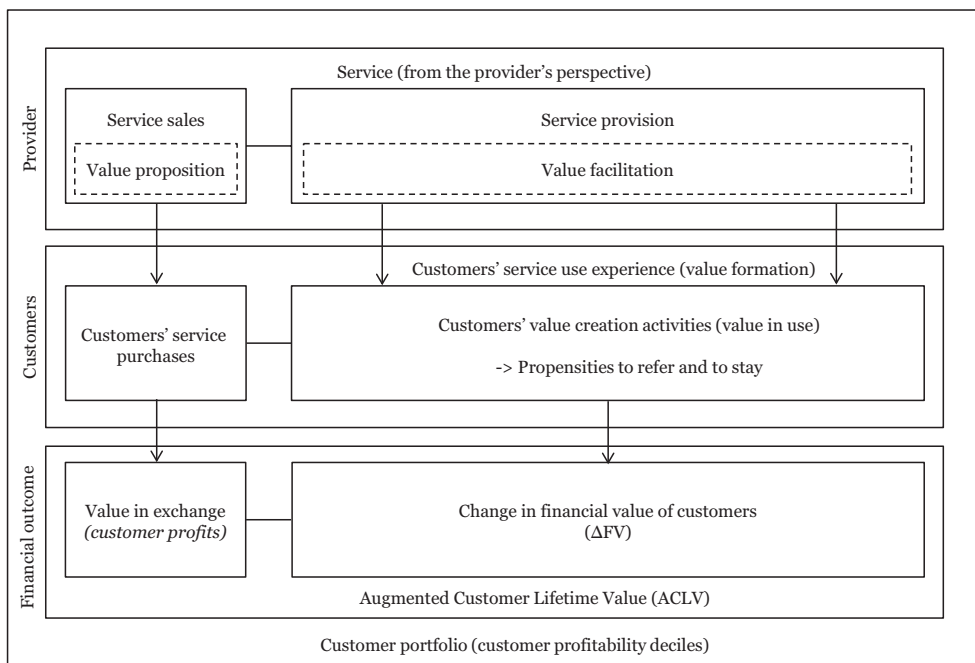 Provider
Service (from the provider’s perspective)
Service sales
Value proposition
Service provision
Value facilitation
Customers
Customers’ service use experience (value formation)
Customers’ service
purchases
Customers’ value creation activities (value in use)
-> Propensities to refer and to stay
Financial outcome
Value in exchange
(customer profits)
Change in financial value of customers
(ΔFV)
Augmented Customer Lifetime Value (ACLV)
Customer portfolio (customer profitability deciles)